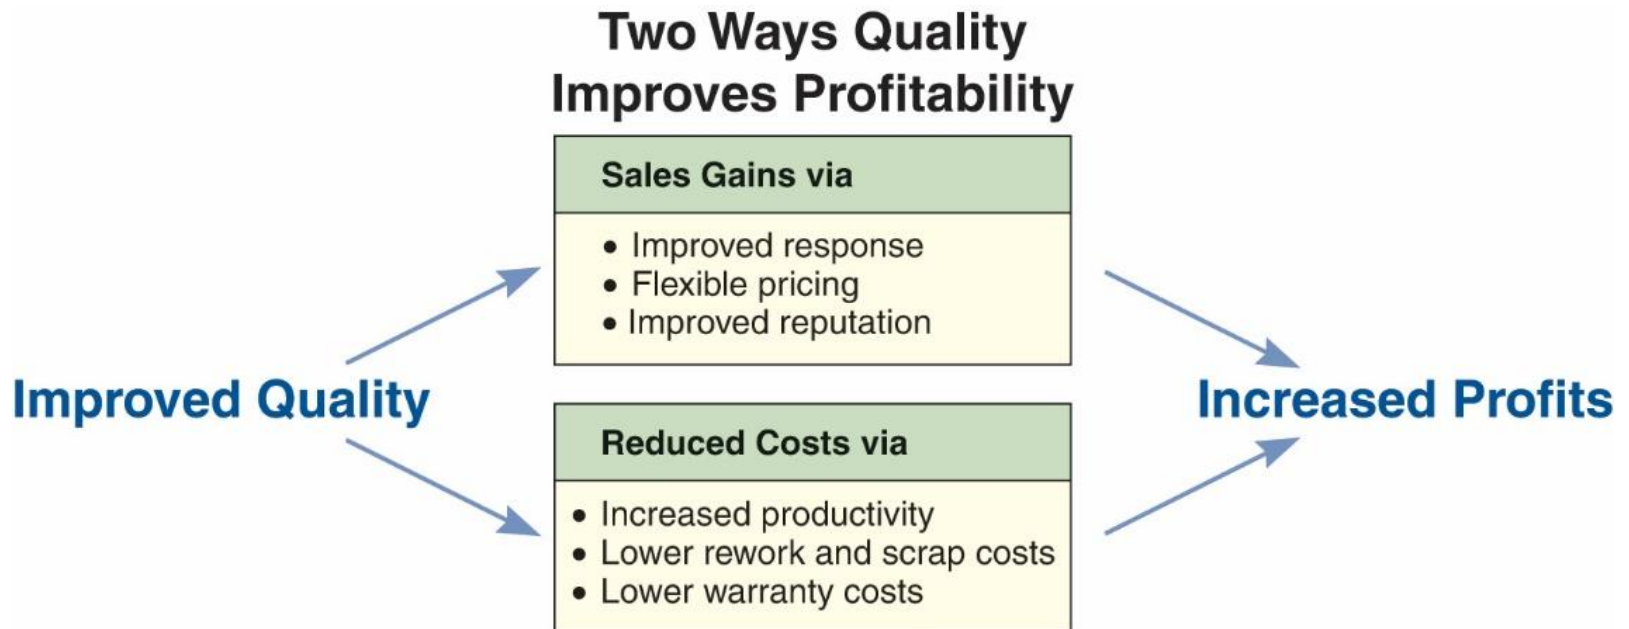 Two Ways Quality
Improves Profitability
Sales Gains via
• Improved response
• Flexible pricing
• Improved reputation
Improved Quality
Increased Profits
Reduced Costs via
• Increased productivity
• Lower rework and scrap costs
• Lower warranty costs